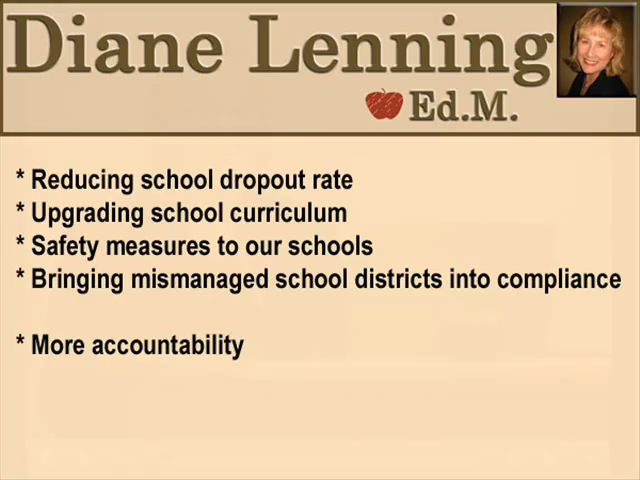 Diane Lenning
Ed.M.
* Reducing school dropout rate
* Upgrading school curriculum
* Safety measures to our schools
* Bringing mismanaged school districts into compliance
* More accountability